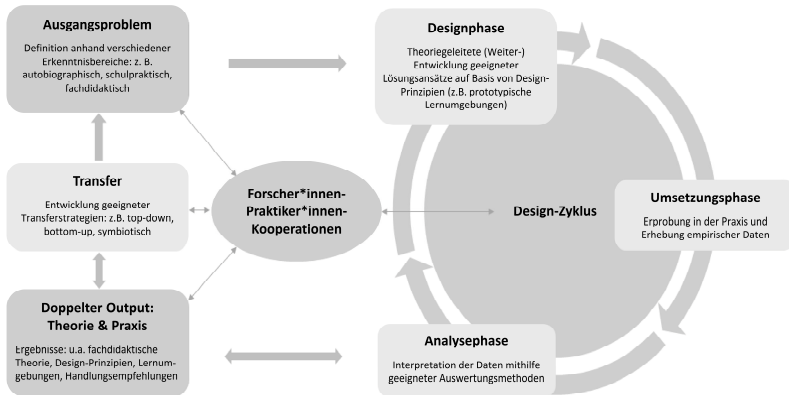 Ausgangsproblem
Definition anhand verschiedener
Erkenntnisbereiche: z. B.
autobiographisch, schulpraktisch,
fachdidaktisch
Designphase
Theoriegeleitete (Weiter-)
Entwicklung geeigneter
Lösungsansätze auf Basis von Design-
Prinzipien (z.B. prototypische
Lernumgebungen)
Transfer
Entwicklung geeigneter
Transferstrategien: z.B. top-down,
bottom-up, symbiotisch
Forscher*innen-
Praktiker*innen-
Kooperationen
Design-Zyklus
Umsetzungsphase
Erprobung in der Praxis und
Erhebung empirischer Daten
Doppelter Output:
Theorie & Praxis
Ergebnisse: u.a. fachdidaktische
Theorie, Design-Prinzipien, Lernum-
gebungen, Handlungsempfehlungen
Analysephase
Interpretation der Daten mithilfe
geeigneter Auswertungsmethoden